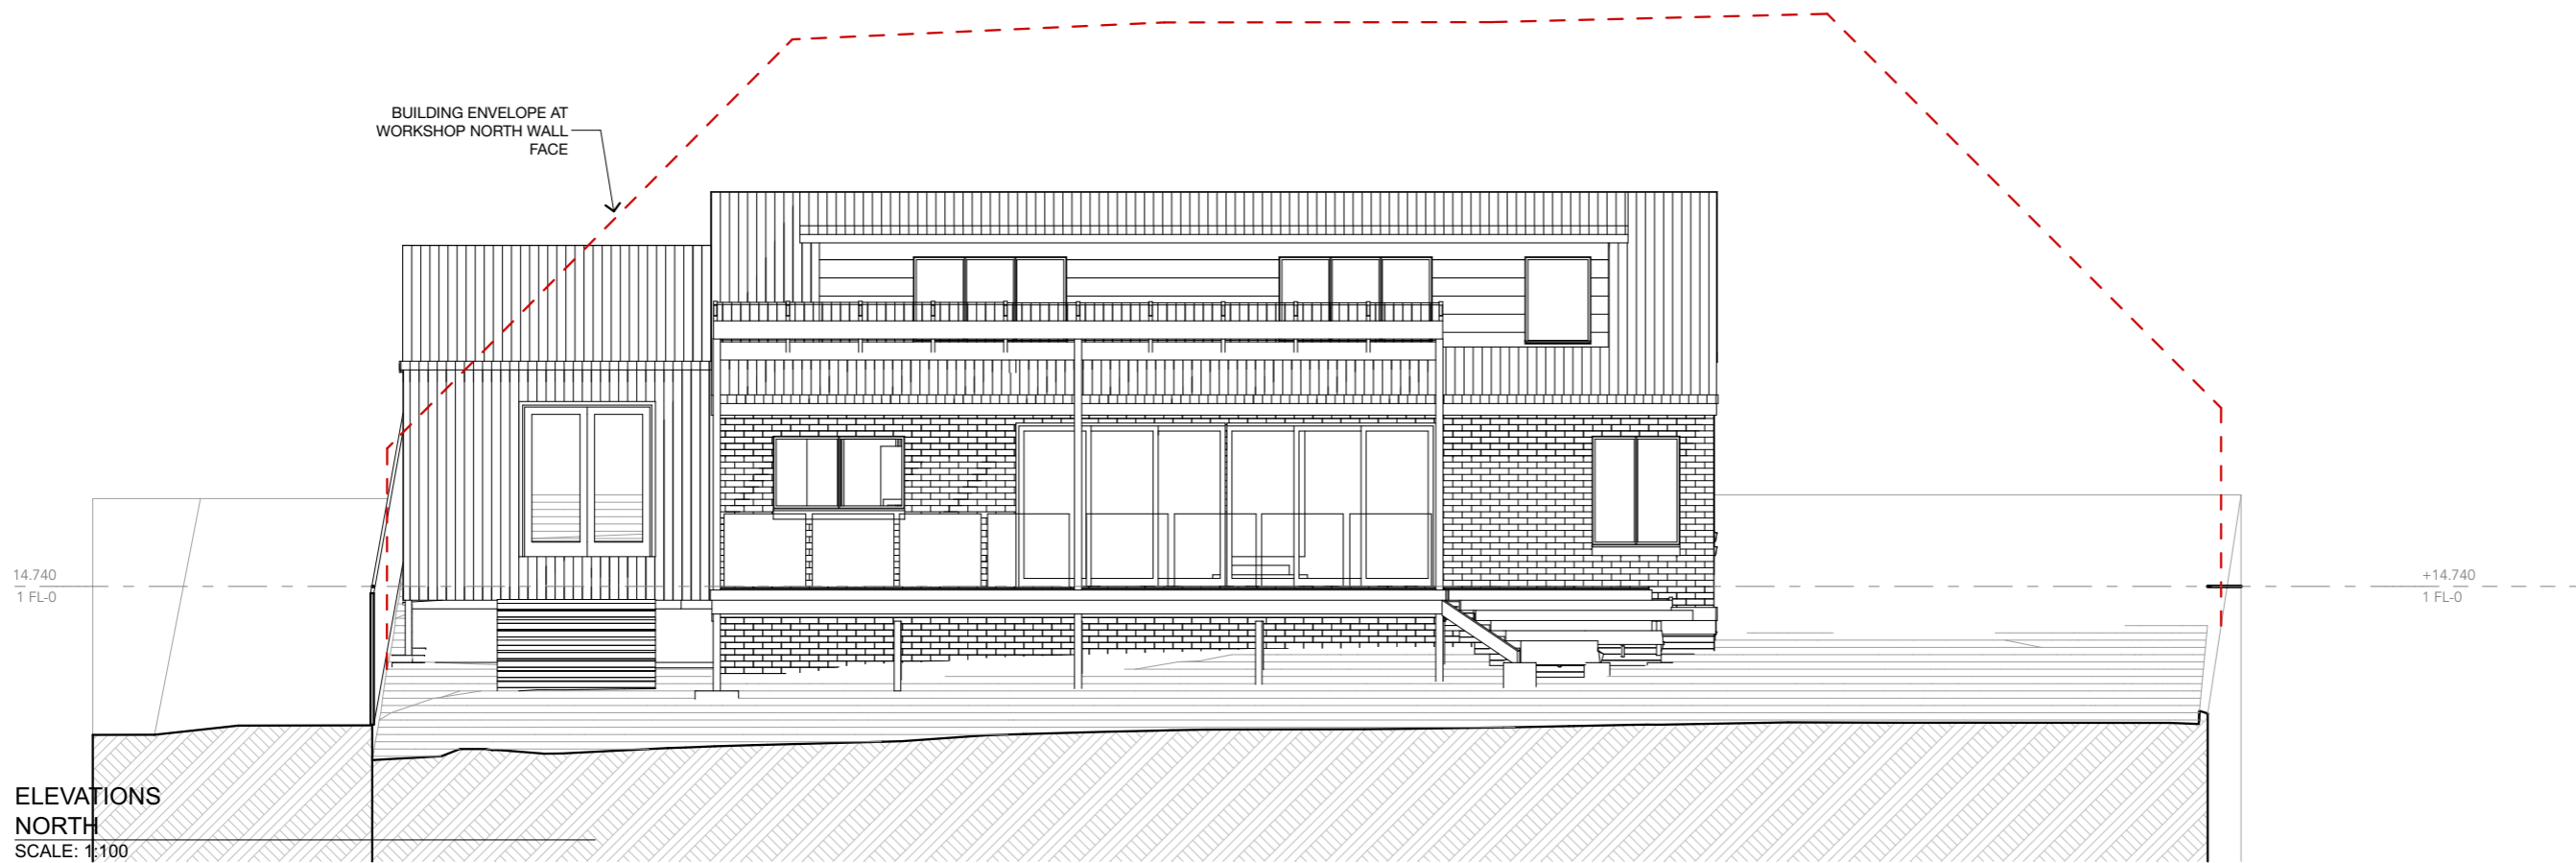 BUILDING ENVELOPE AT
WORKSHOP NORTH WALL
FACE
14.740
1 FL-0
+14.740
1 FL-0
ELEVATIONS
NORTH
SCALE: 1:100